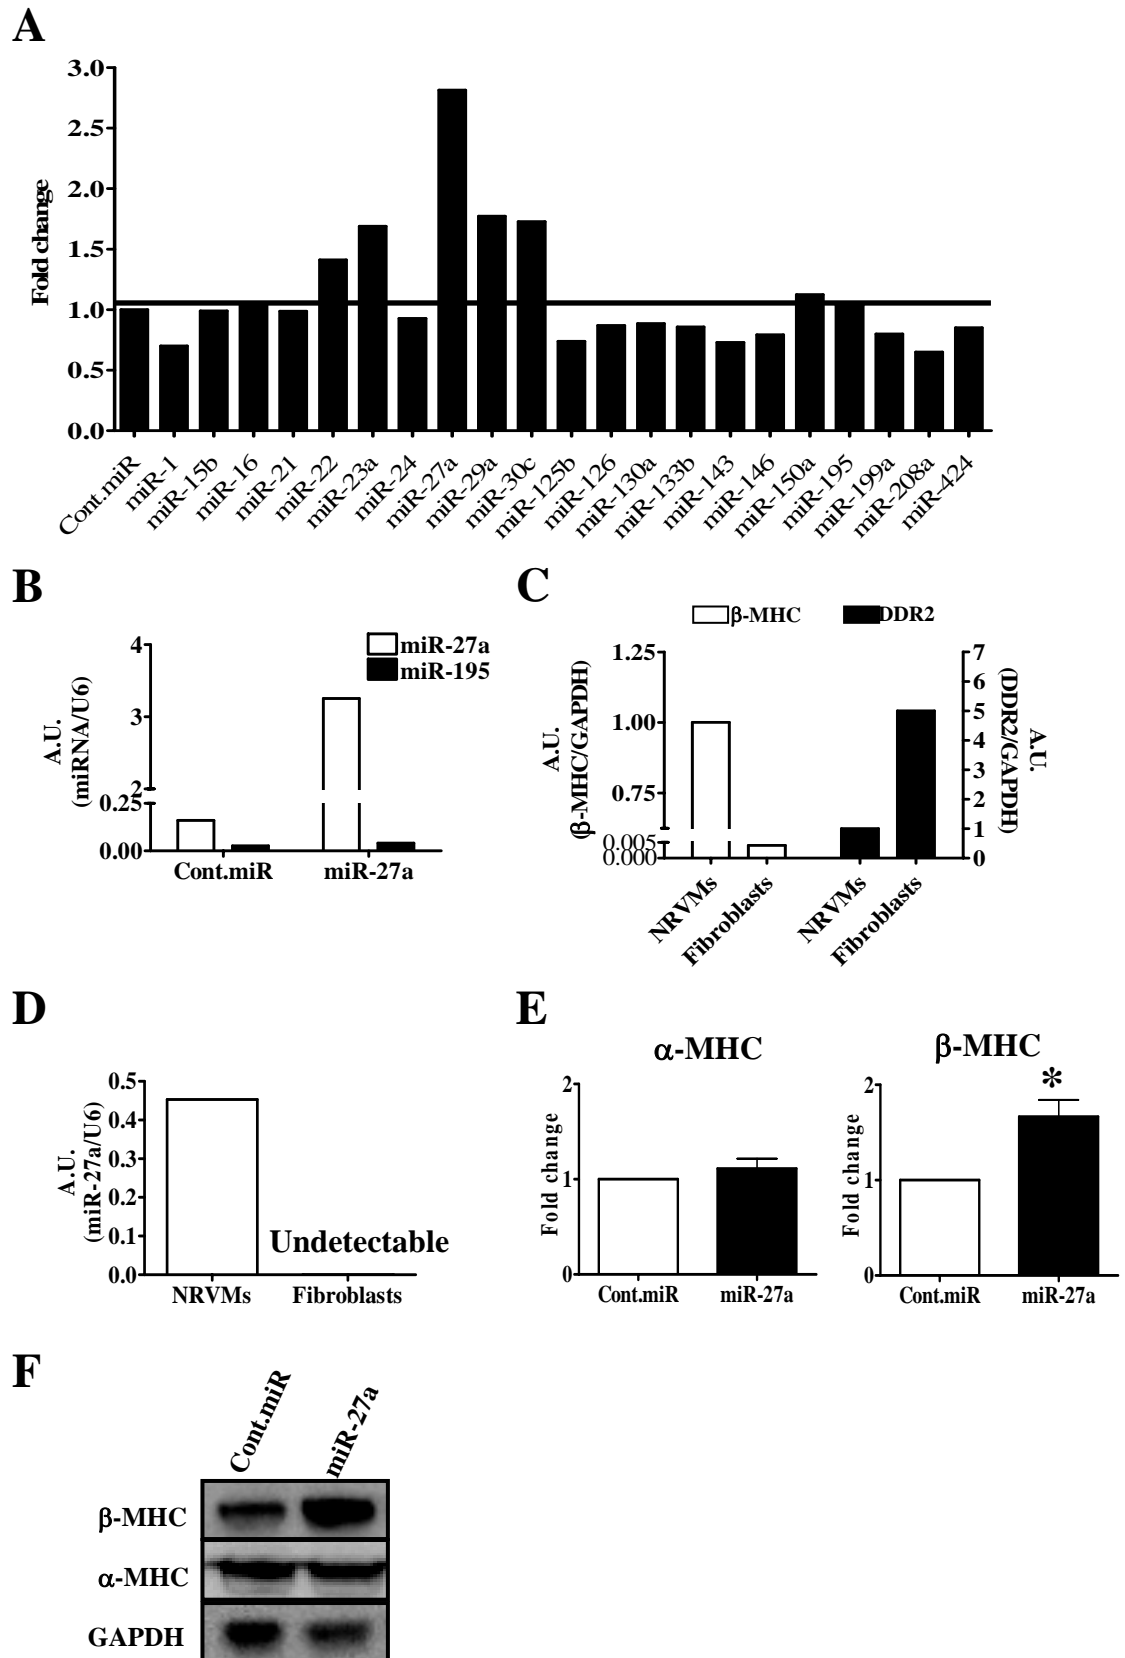 A
3.0
2.5
2.0
1.5
1.0
0.5
0.0
Fold change
Cont.miR
miR-1
miR-15b
miR-16
miR-21
miR-22
miR-23a
miR-24
miR-27a
miR-29a
miR-30c
miR-125b
miR-126
miR-130a
miR-133b
miR-143
miR-146
miR-150a
miR-195
miR-199a
miR-208a
miR-424
B
miR-27a
miR-195
4
3
2
0.25
0.00
A.U.
(miRNA/U6)
Cont.miR
miR-27a
C
β-MHC
DDR2
1.25
1.00
0.75
0.005
0.000
A.U.
(β-MHC/GAPDH)
7
6
5
4
3
2
1
0
A.U.
(DDR2/GAPDH)
NRVMs
Fibroblasts
NRVMs
Fibroblasts
D
0.5
0.4
0.3
0.2
0.1
0.0
A.U.
(miR-27a/U6)
Undetectable
NRVMs
Fibroblasts
E
α-MHC
2
1
0
Fold change
Cont.miR
miR-27a
β-MHC
*
2
1
0
Fold change
Cont.miR
miR-27a
F
Cont.miR
miR-27a
β-MHC
α-MHC
GAPDH